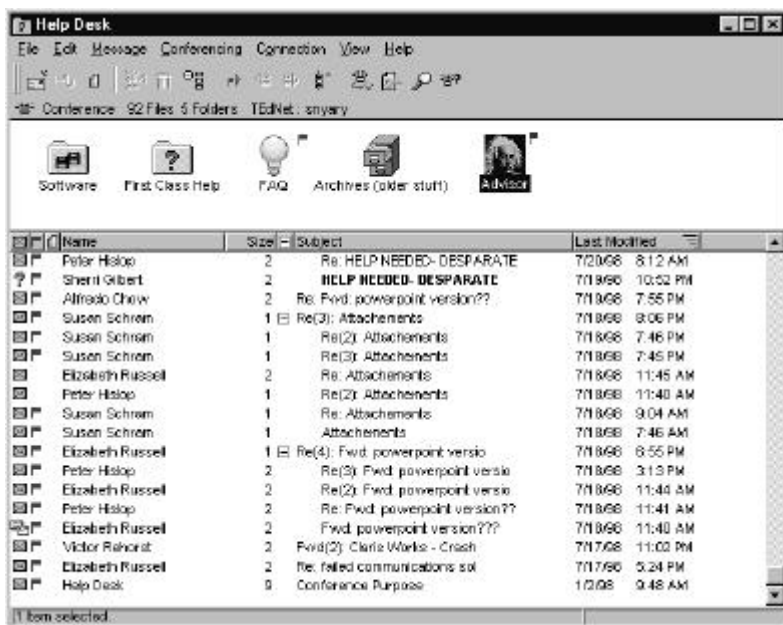 Help Desk
File Edit Message Conferencing Connection View Help
Conference 92 Files 5 Folders TEdNet: snyary
Software First Class Help FAQ Archives (older stuff) Advisor
Name Size Subject Last Modified
Peter Hislop 2 Re: HELP NEEDED- DESPARATE 7/20/98 8:12 AM
Sherri Gilbert 2 HELP NEEDED- DESPARATE 7/19/98 10:52 PM
Alfredo Chow 2 Re: Fwd: powerpoint version?? 7/19/98 7:55 PM
Susan Schram 1 Re(3): Attachements 7/18/98 8:06 PM
Susan Schram 1 Re(2): Attachements 7/18/98 7:46 PM
Susan Schram 1 Re(3): Attachements 7/18/98 7:45 PM
Elizabeth Russell 2 Re: Attachements 7/18/98 11:45 AM
Peter Hislop 1 Re(2): Attachements 7/18/98 11:40 AM
Susan Schram 1 Re: Attachements 7/18/98 9:04 AM
Susan Schram 1 Attachements 7/18/98 7:46 AM
Elizabeth Russell 1 Re(4): Fwd: powerpoint versio 7/18/98 6:55 PM
Peter Hislop 2 Re(3): Fwd: powerpoint versio 7/18/98 3:13 PM
Elizabeth Russell 2 Re(2): Fwd: powerpoint versio 7/18/98 11:44 AM
Peter Hislop 2 Re: Fwd: powerpoint version?? 7/18/98 11:41 AM
Elizabeth Russell 2 Fwd: powerpoint version??? 7/18/98 11:40 AM
Victor Rehorst 2 Fwd(2): Claris Works - Crash 7/17/98 11:02 PM
Elizabeth Russell 2 Re: failed communications sol 7/17/98 5:24 PM
Help Desk 9 Conference Purpose 1/2/98 9:48 AM
1 item selected.